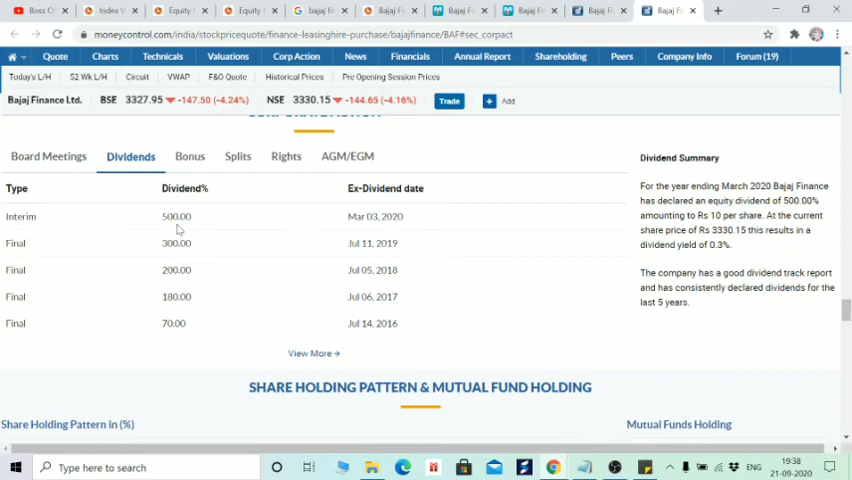 Boss O
Index V
Equity
Equity
bajaj fi
Bajaj Fi
Bajaj Fi
Bajaj Fi
Bajaj Fi
Bajaj Fi
moneycontrol.com/india/stockpricequote/finance-leasinghire-purchase/bajajfinance/BAF#sec_corpact
Quote Charts Technicals Valuations Corp Action News Financials Annual Report Shareholding Peers Company Info Forum (19)
Today's L/H 52 Wk L/H Circuit VWAP F&O Quote Historical Prices Pre Opening Session Prices
Bajaj Finance Ltd. BSE 3327.95 -147.50 (-4.24%) NSE 3330.15 -144.65 (-4.16%) Trade + Add
Board Meetings Dividends Bonus Splits Rights AGM/EGM
Type Dividend% Ex-Dividend date
Interim 500.00 Mar 03, 2020
Final 300.00 Jul 11, 2019
Final 200.00 Jul 05, 2018
Final 180.00 Jul 06, 2017
Final 70.00 Jul 14, 2016
View More
Dividend Summary
For the year ending March 2020 Bajaj Finance
has declared an equity dividend of 500.00%
amounting to Rs 10 per share. At the current
share price of Rs 3330.15 this results in a
dividend yield of 0.3%.
The company has a good dividend track report
and has consistently declared dividends for the
last 5 years.
SHARE HOLDING PATTERN & MUTUAL FUND HOLDING
Share Holding Pattern in (%)
Mutual Funds Holding
Type here to search
ENG
19:38
21-09-2020